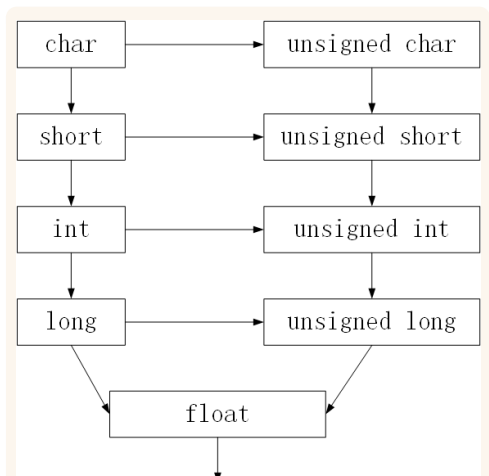 char
unsigned char
short
unsigned short
int
unsigned int
long
unsigned long
float